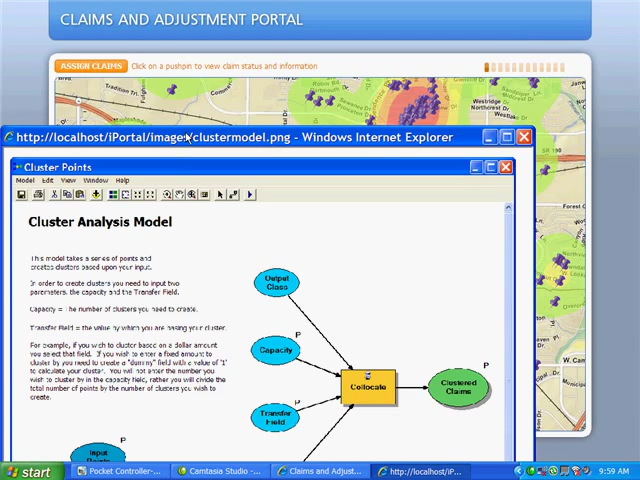 CLAIMS AND ADJUSTMENT PORTAL
ASSIGN CLAIMS Click on a pushpin to view claim status and information
Westridge
Northcrest
SR 190
Forest
W. Cam
http://localhost/iPortal/images/clustermodel.png - Windows Internet Explorer
Cluster Points
Model Edit View Window Help
Cluster Analysis Model
This model takes a series of points and
creates clusters based upon your input.
In order to create clusters you need to input two
parameters, the capacity and the Transfer Field.
Capacity = The number of clusters you need to create.
Transfer Field = the value by which you are basing your cluster.
For example, if you wish to cluster based on a dollar amount
you select that field. If you wish to enter a fixed amount to
cluster by you need to create a "dummy" field with a value of '1'
to calculate your cluster. You will not enter the number you
wish to cluster by in the capacity field, rather you will divide the
total number of points by the number of clusters you wish to
create.
Output
Class
P
Capacity
P
Transfer
Field
Collocate
P
Clustered
Claims
P
Input
Points
start Pocket Controller-... Camtasia Studio -... Claims and Adjust... http://localhost/iP... 9:59 AM